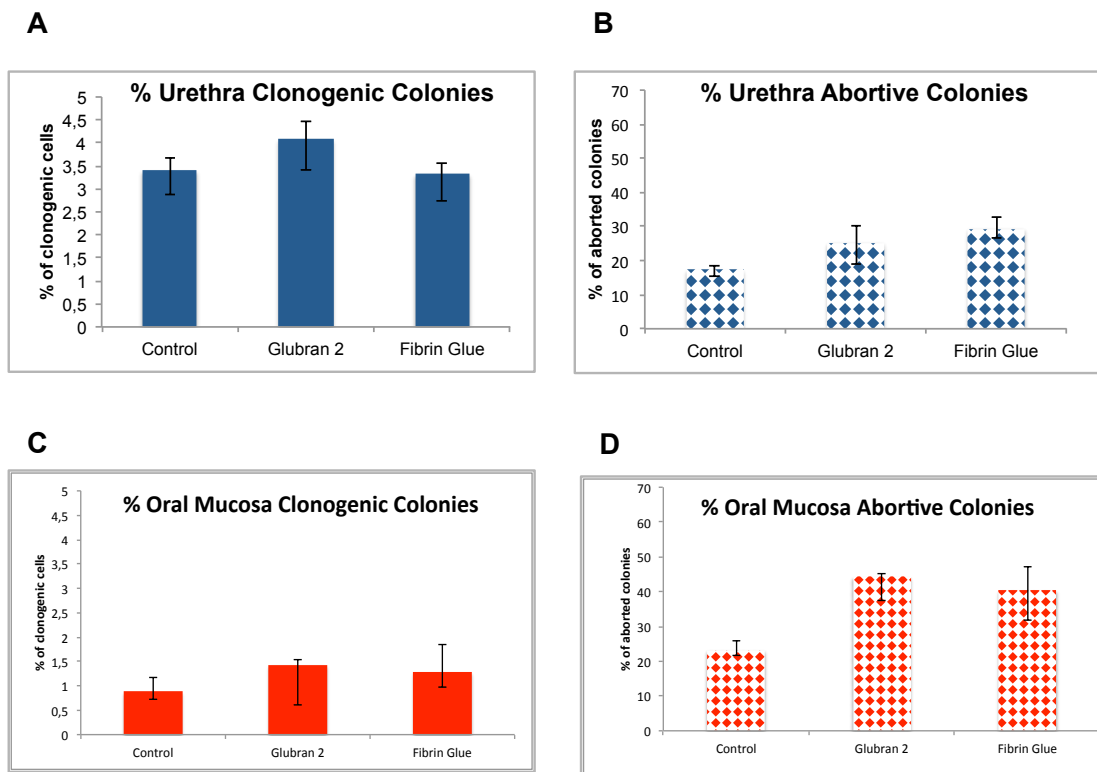 A
% Urethra Clonogenic Colonies
% of clonogenic cells
5
4,5
4
3,5
3
2,5
2
1,5
1
0,5
0
Control Glubran 2 Fibrin Glue
B
% Urethra Abortive Colonies
% of aborted colonies
70
60
50
40
30
20
10
0
Control Glubran 2 Fibrin Glue
C
% Oral Mucosa Clonogenic Colonies
% of clonogenic cells
5
4,5
4
3,5
3
2,5
2
1,5
1
0,5
0
Control Glubran 2 Fibrin Glue
D
% Oral Mucosa Abortive Colonies
% of aborted colonies
70
60
50
40
30
20
10
0
Control Glubran 2 Fibrin Glue